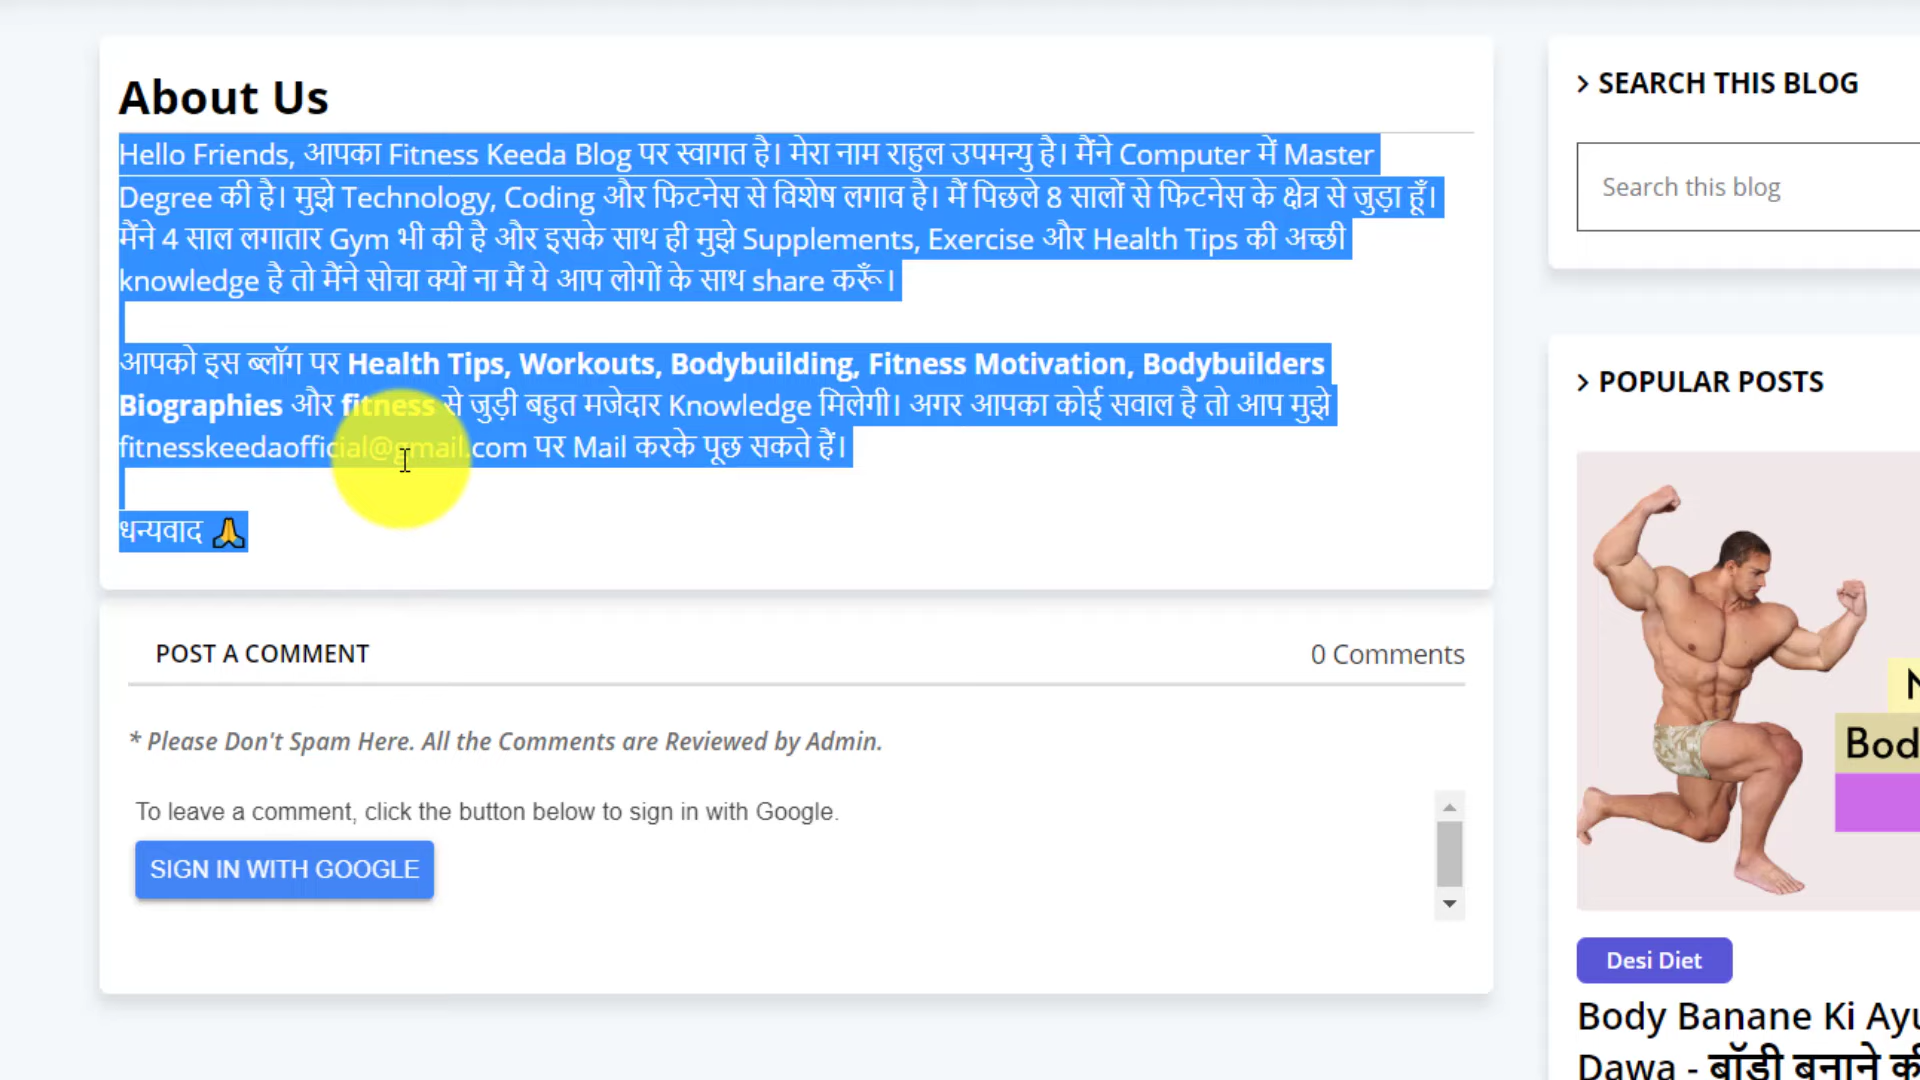 About Us
Hello Friends, आपका Fitness Keeda Blog पर स्वागत है। मेरा नाम राहुल उपमन्यु है। मैंने Computer में Master
Degree की है। मुझे Technology, Coding और फिटनेस से विशेष लगाव है। मैं पिछले 8 सालों से फिटनेस के क्षेत्र से जुड़ा हूँ।
मैंने 4 साल लगातार Gym भी की है और इसके साथ ही मुझे Supplements, Exercise और Health Tips की अच्छी
knowledge है तो मैंने सोचा क्यों ना मैं ये आप लोगों के साथ share करूँ।
आपको इस ब्लॉग पर Health Tips, Workouts, Bodybuilding, Fitness Motivation, Bodybuilders
Biographies और fitness से जुड़ी बहुत मजेदार Knowledge मिलेगी। अगर आपका कोई सवाल है तो आप मुझे
fitnesskeedaofficial@gmail.com पर Mail करके पूछ सकते हैं।
धन्यवाद 🙏
POST A COMMENT
0 Comments
* Please Don't Spam Here. All the Comments are Reviewed by Admin.
To leave a comment, click the button below to sign in with Google.
SIGN IN WITH GOOGLE
> SEARCH THIS BLOG
Search this blog
> POPULAR POSTS
N
Bod
Desi Diet
Body Banane Ki Ayu
Dawa - बॉडी बनाने की